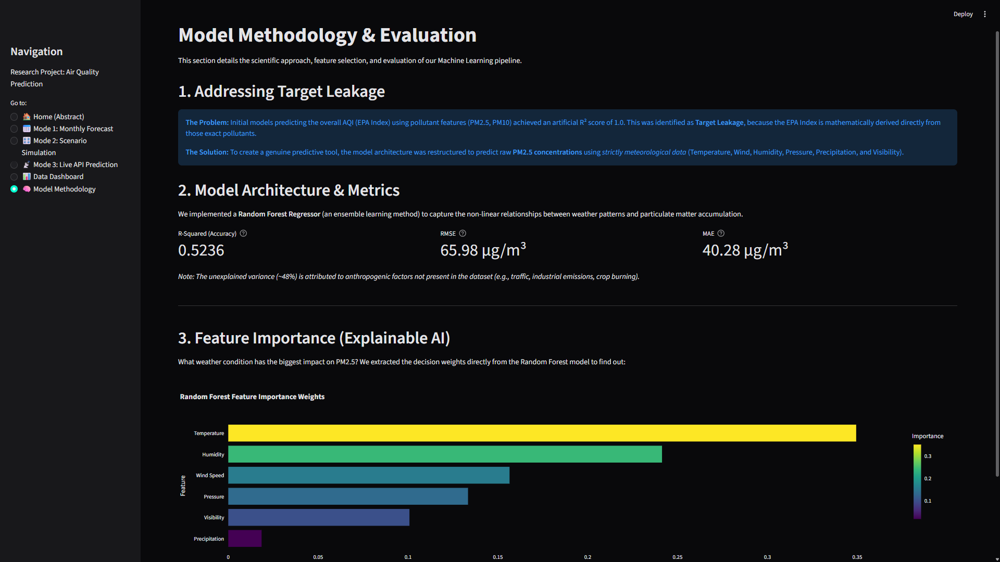 Deploy
Navigation
Research Project: Air Quality
Prediction
Go to:
Home (Abstract)
Mode 1: Monthly Forecast
Mode 2: Scenario
Simulation
Mode 3: Live API Prediction
Data Dashboard
Model Methodology
Model Methodology & Evaluation
This section details the scientific approach, feature selection, and evaluation of our Machine Learning pipeline.
1. Addressing Target Leakage
The Problem: Initial models predicting the overall AQI (EPA Index) using pollutant features (PM2.5, PM10) achieved an artificial R² score of 1.0. This was identified as Target Leakage, because the EPA Index is mathematically derived directly from
those exact pollutants.
The Solution: To create a genuine predictive tool, the model architecture was restructured to predict raw PM2.5 concentrations using strictly meteorological data (Temperature, Wind, Humidity, Pressure, Precipitation, and Visibility).
2. Model Architecture & Metrics
We implemented a Random Forest Regressor (an ensemble learning method) to capture the non-linear relationships between weather patterns and particulate matter accumulation.
R-Squared (Accuracy)
0.5236
RMSE
65.98 µg/m³
MAE
40.28 µg/m³
Note: The unexplained variance (~48%) is attributed to anthropogenic factors not present in the dataset (e.g., traffic, industrial emissions, crop burning).
3. Feature Importance (Explainable AI)
What weather condition has the biggest impact on PM2.5? We extracted the decision weights directly from the Random Forest model to find out:
Random Forest Feature Importance Weights
Feature
Temperature
Humidity
Wind Speed
Pressure
Visibility
Precipitation
0 0.05 0.1 0.15 0.2 0.25 0.3 0.35
Importance
0.3
0.2
0.1